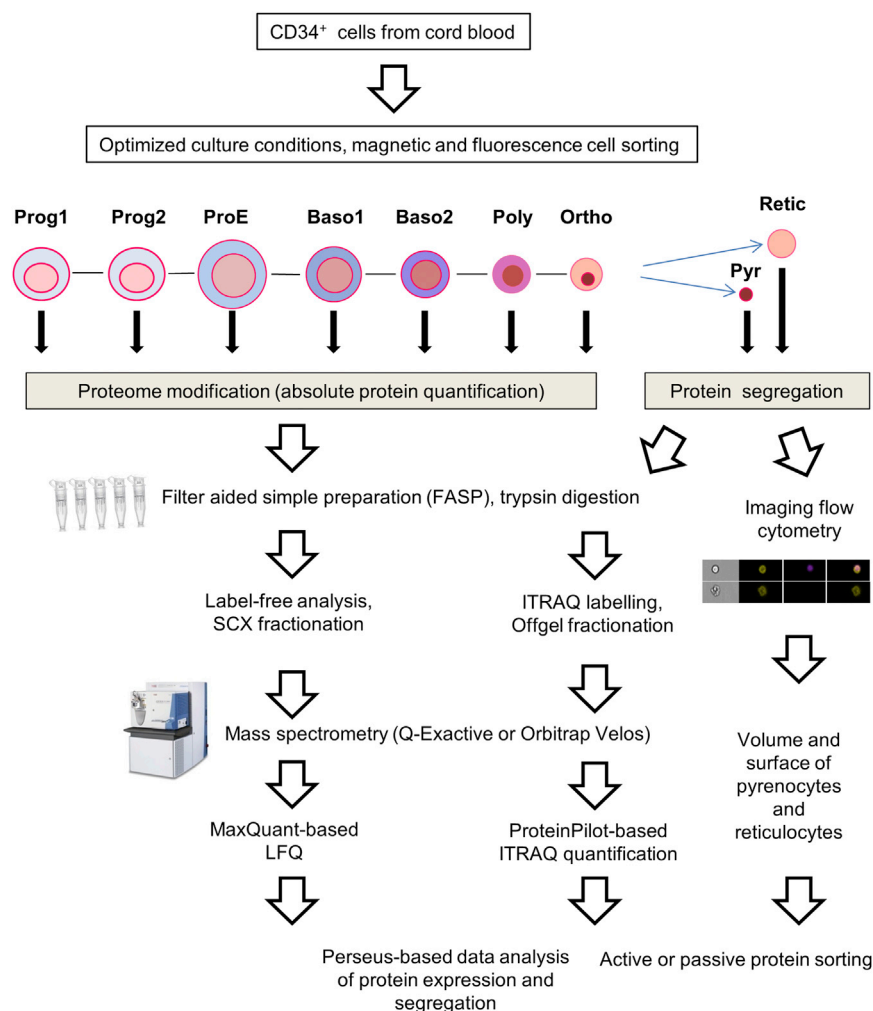 CD34⁺ cells from cord blood
Optimized culture conditions, magnetic and fluorescence cell sorting
Prog1 Prog2 ProE Baso1 Baso2 Poly Ortho Retic
Pyr
Proteome modification (absolute protein quantification)
Protein segregation
Filter aided simple preparation (FASP), trypsin digestion
Imaging flow
cytometry
Label-free analysis,
SCX fractionation
ITRAQ labelling,
Offgel fractionation
Mass spectrometry (Q-Exactive or Orbitrap Velos)
Volume and
surface of
pyrenocytes
and
reticulocytes
MaxQuant-based
LFQ
ProteinPilot-based
ITRAQ quantification
Perseus-based data analysis
of protein expression and
segregation
Active or passive protein sorting